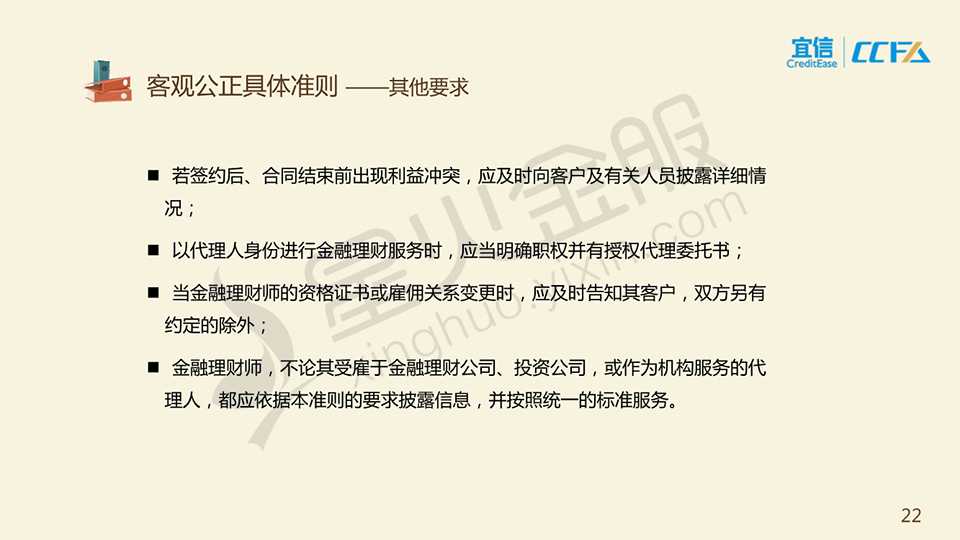 宜信
CreditEase
CCFA
客观公正具体准则 ——其他要求
■ 若签约后、合同结束前出现利益冲突，应及时向客户及有关人员披露详细情
况；
■ 以代理人身份进行金融理财服务时，应当明确职权并有授权代理委托书；
■ 当金融理财师的资格证书或雇佣关系变更时，应及时告知其客户，双方另有
约定的除外；
■ 金融理财师，不论其受雇于金融理财公司、投资公司，或作为机构服务的代
理人，都应依据本准则的要求披露信息，并按照统一的标准服务。
星火金服
xinghuo.yixin.com
22